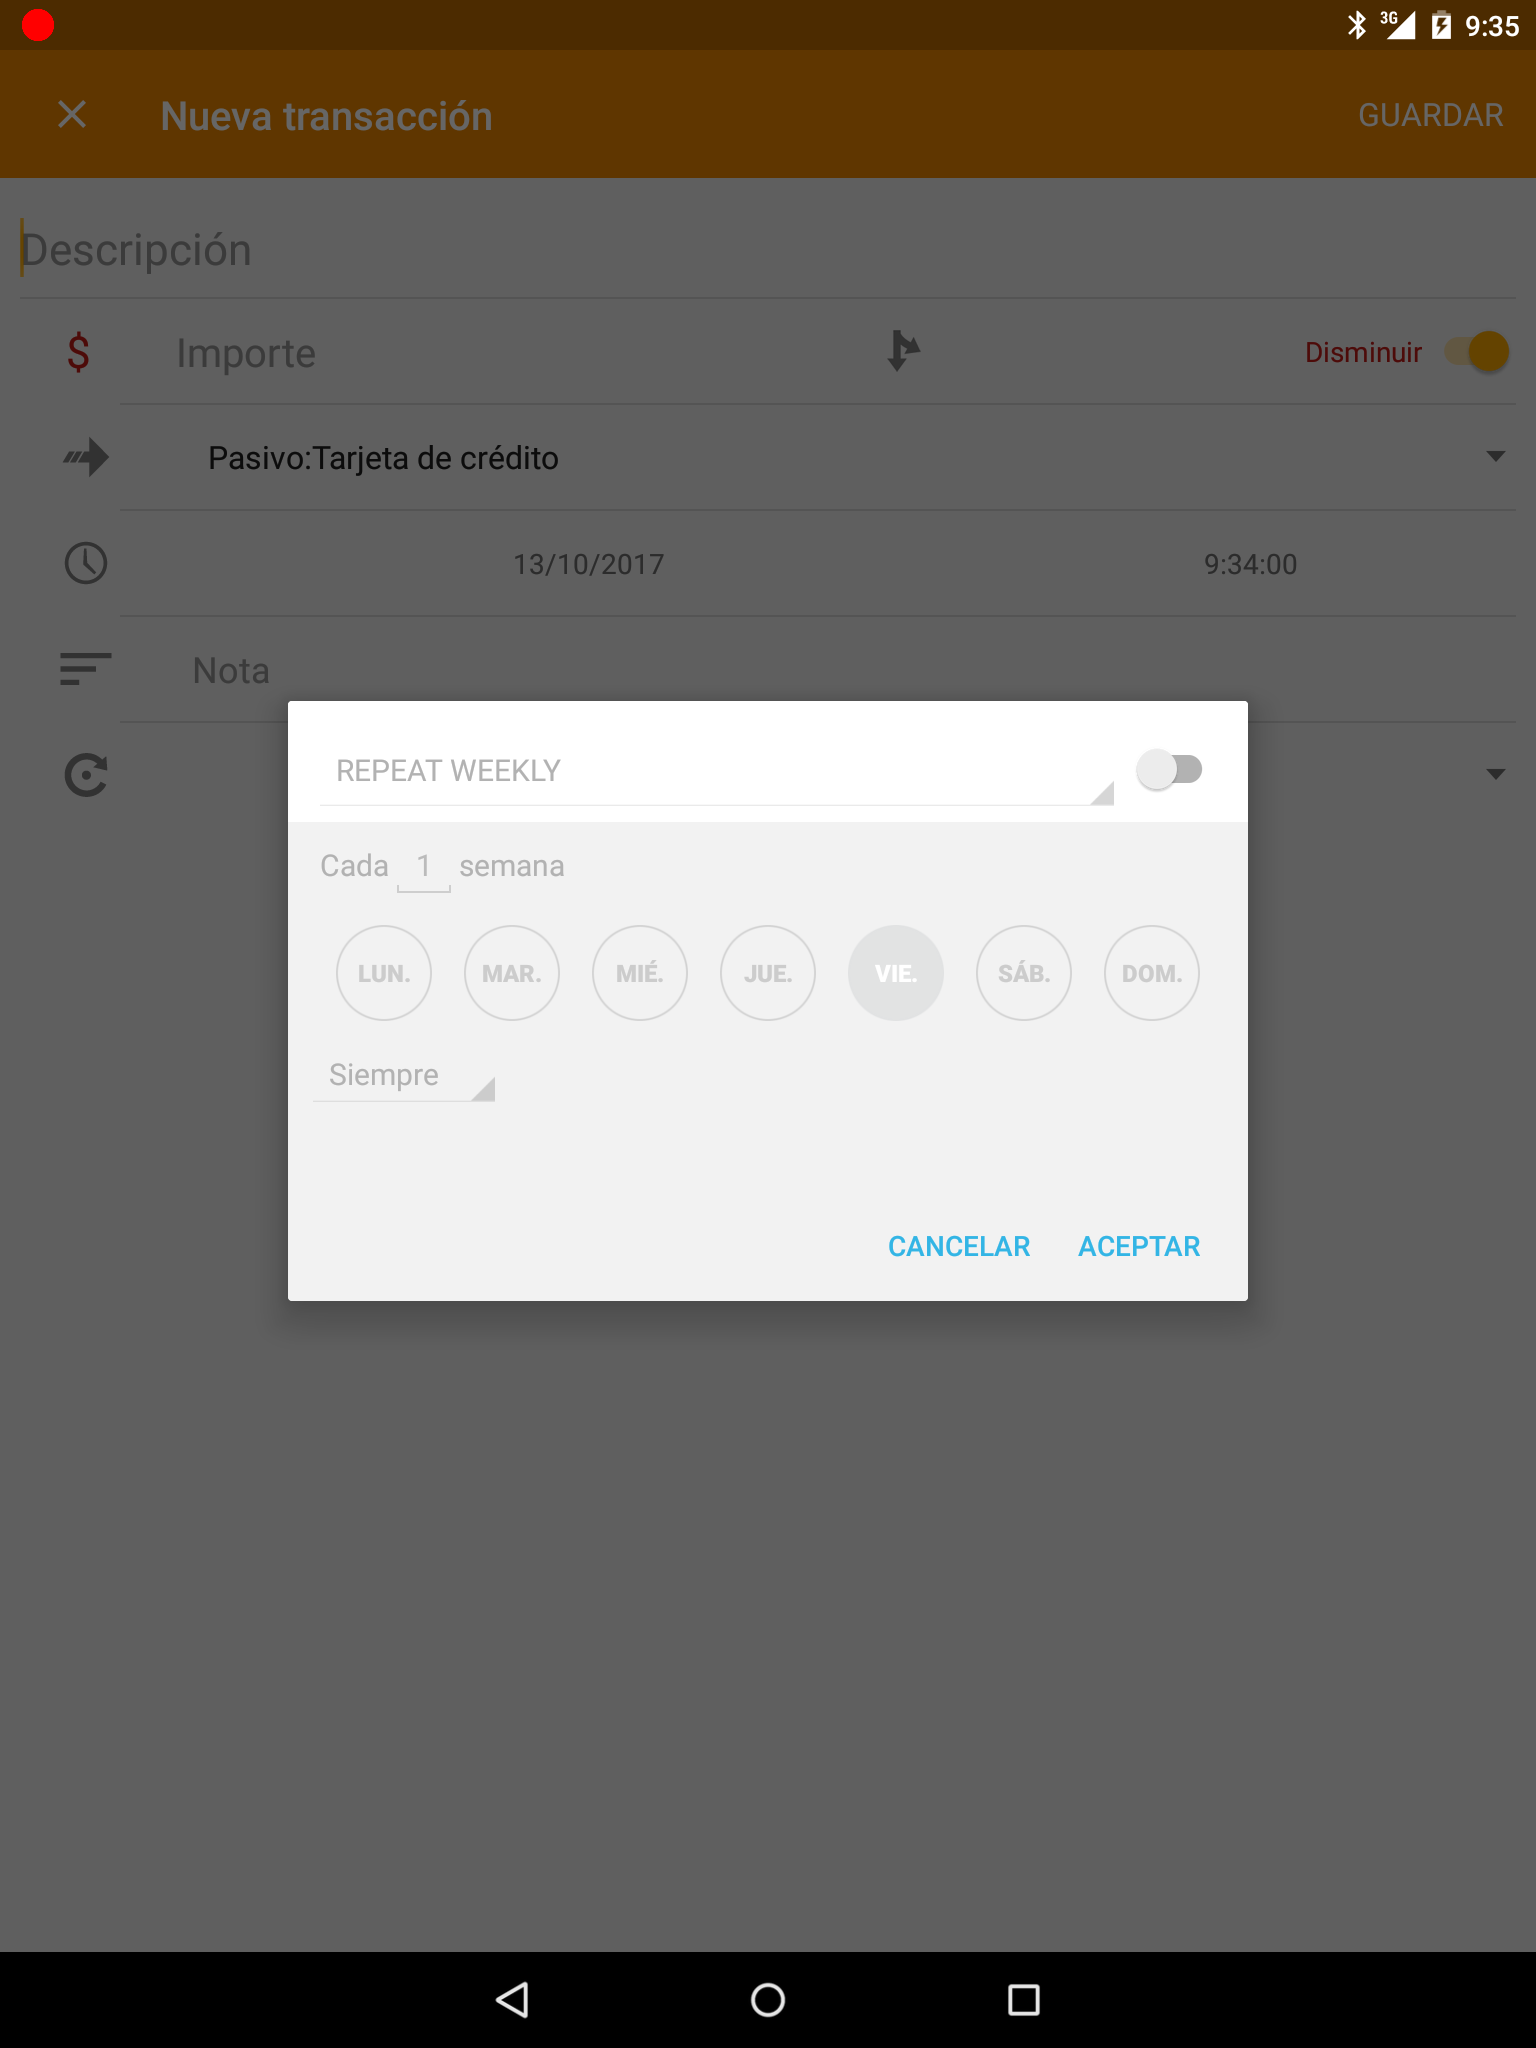 3G 9:35
Nueva transacción GUARDAR
Descripción
$ Importe Disminuir
Pasivo:Tarjeta de crédito
13/10/2017 9:34:00
Nota
REPEAT WEEKLY
Cada 1 semana
LUN. MAR. MIÉ. JUE. VIE. SÁB. DOM.
Siempre
CANCELAR ACEPTAR